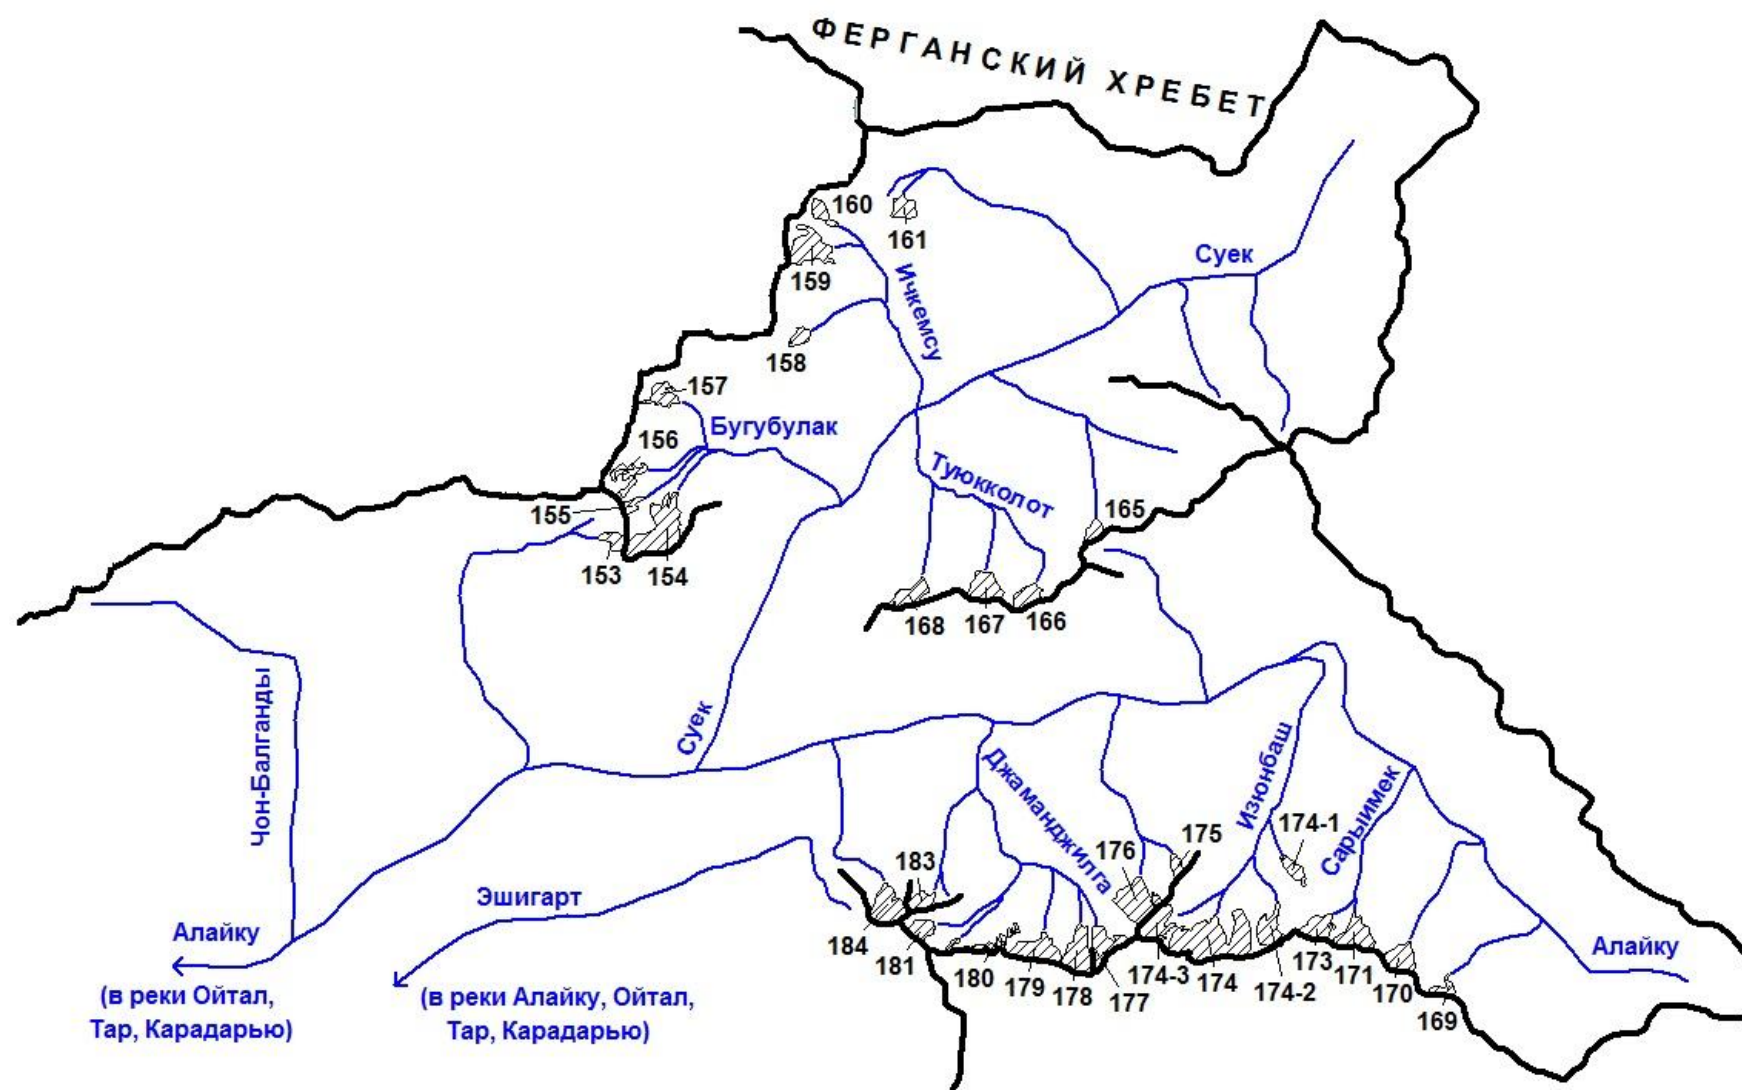 ФЕРГАНСКИЙ ХРЕБЕТ
160
161
159
Ичкемсу
Суек
158
157
Бугубулак
156
155
153
154
Туюкколот
165
168
167
166
Чон-Балганды
Суек
Джаманджилга
Изюнбаш
Сарыимек
174-1
175
176
183
Эшигарт
184
181
180
179
178
177
174-3
174
174-2
173
171
170
169
Алайку
Алайку
(в реки Ойтал,
Тар, Карадарью)
(в реки Алайку, Ойтал,
Тар, Карадарью)